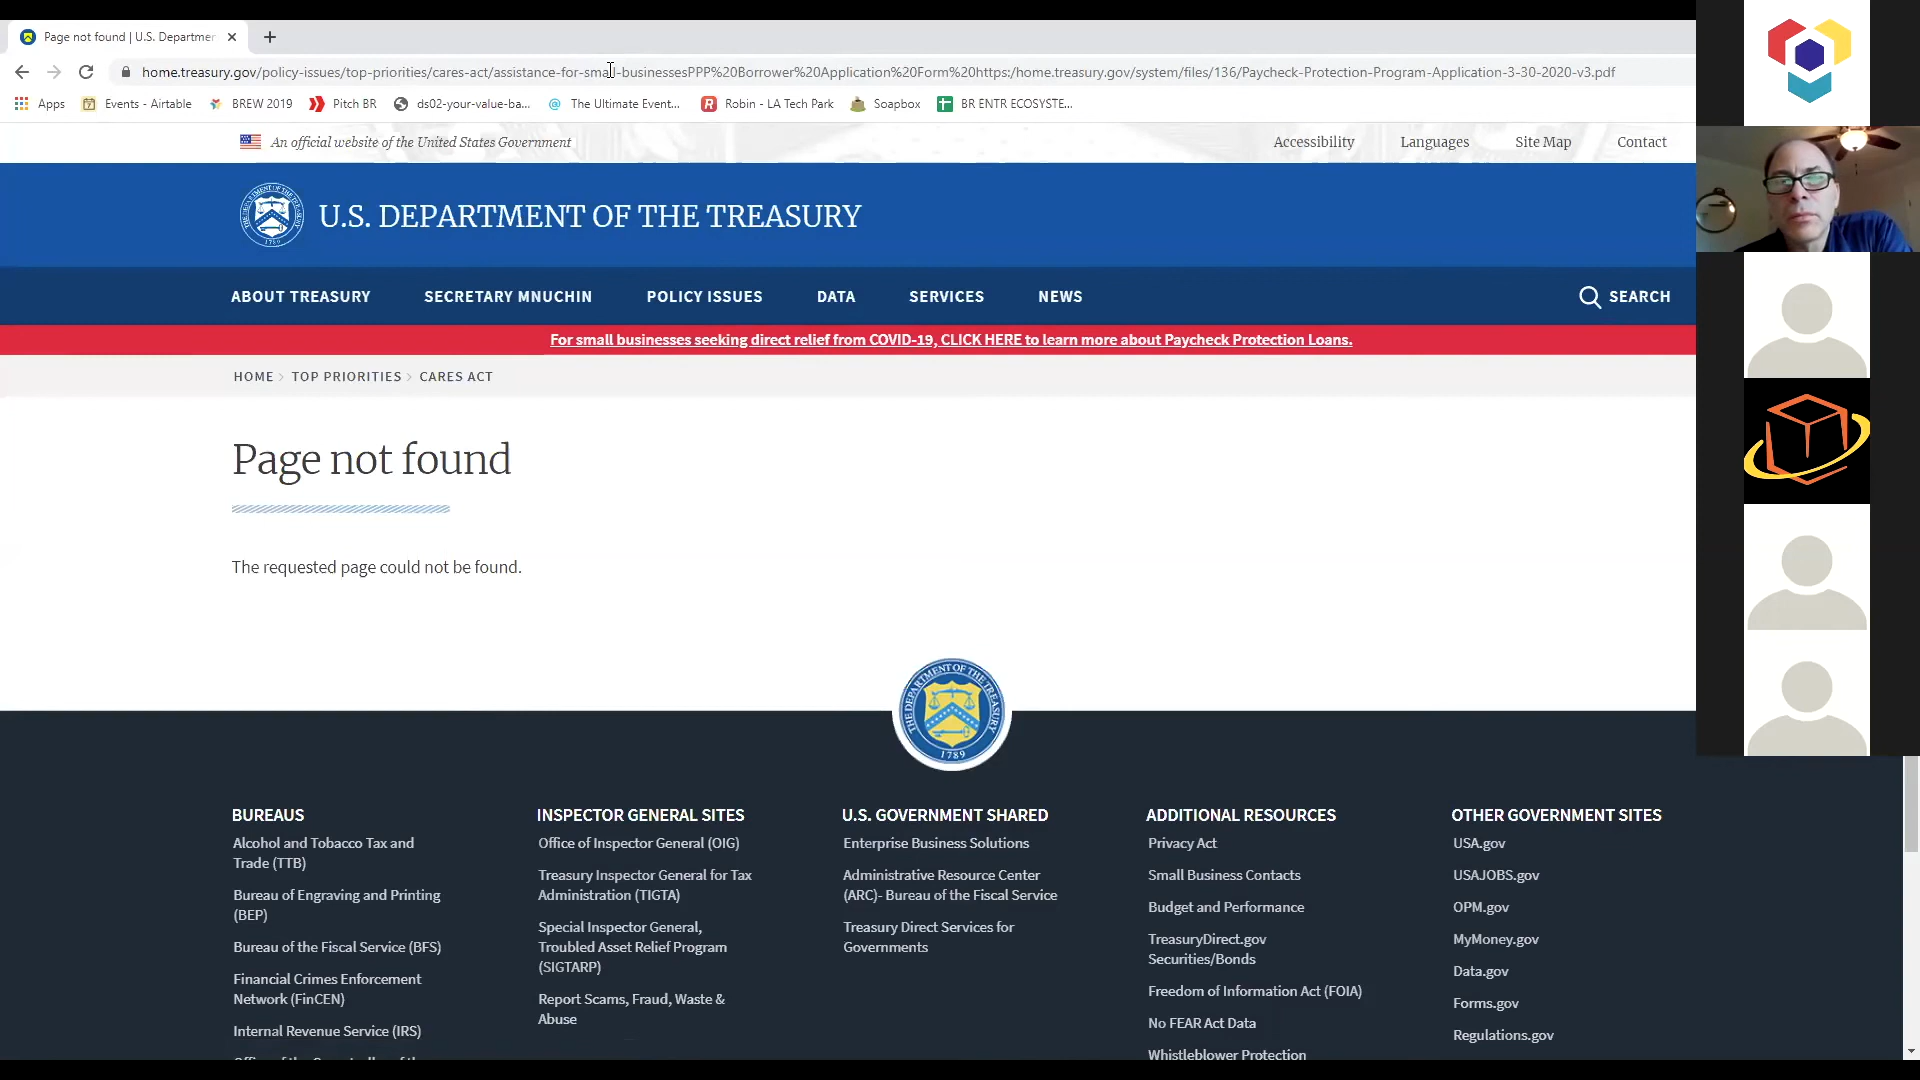 Page not found | U.S. Departmen
home.treasury.gov/policy-issues/top-priorities/cares-act/assistance-for-small-businessesPPP%20Borrower%20Application%20Form%20https:/home.treasury.gov/system/files/136/Paycheck-Protection-Program-Application-3-30-2020-v3.pdf
Apps Events - Airtable BREW 2019 Pitch BR ds02-your-value-ba... The Ultimate Event... Robin - LA Tech Park Soapbox BR ENTR ECOSYSTE...
An official website of the United States Government
Accessibility Languages Site Map Contact
U.S. DEPARTMENT OF THE TREASURY
ABOUT TREASURY SECRETARY MNUCHIN POLICY ISSUES DATA SERVICES NEWS SEARCH
For small businesses seeking direct relief from COVID-19, CLICK HERE to learn more about Paycheck Protection Loans.
HOME > TOP PRIORITIES > CARES ACT
Page not found
The requested page could not be found.
THE DEPARTMENT OF THE TREASURY
1789
BUREAUS
Alcohol and Tobacco Tax and
Trade (TTB)
Bureau of Engraving and Printing
(BEP)
Bureau of the Fiscal Service (BFS)
Financial Crimes Enforcement
Network (FinCEN)
Internal Revenue Service (IRS)
INSPECTOR GENERAL SITES
Office of Inspector General (OIG)
Treasury Inspector General for Tax
Administration (TIGTA)
Special Inspector General,
Troubled Asset Relief Program
(SIGTARP)
Report Scams, Fraud, Waste &
Abuse
U.S. GOVERNMENT SHARED
Enterprise Business Solutions
Administrative Resource Center
(ARC)- Bureau of the Fiscal Service
Treasury Direct Services for
Governments
ADDITIONAL RESOURCES
Privacy Act
Small Business Contacts
Budget and Performance
TreasuryDirect.gov
Securities/Bonds
Freedom of Information Act (FOIA)
No FEAR Act Data
Whistleblower Protection
OTHER GOVERNMENT SITES
USA.gov
USAJOBS.gov
OPM.gov
MyMoney.gov
Data.gov
Forms.gov
Regulations.gov